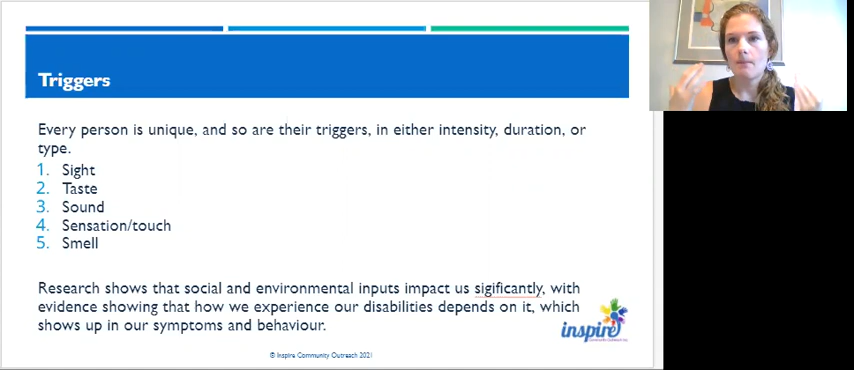 Triggers
Every person is unique, and so are their triggers, in either intensity, duration, or
type.
1. Sight
2. Taste
3. Sound
4. Sensation/touch
5. Smell
Research shows that social and environmental inputs impact us sigificantly, with
evidence showing that how we experience our disabilities depends on it, which
shows up in our symptoms and behaviour.
inspire
Community Outreach Inc.
© Inspire Community Outreach 2021